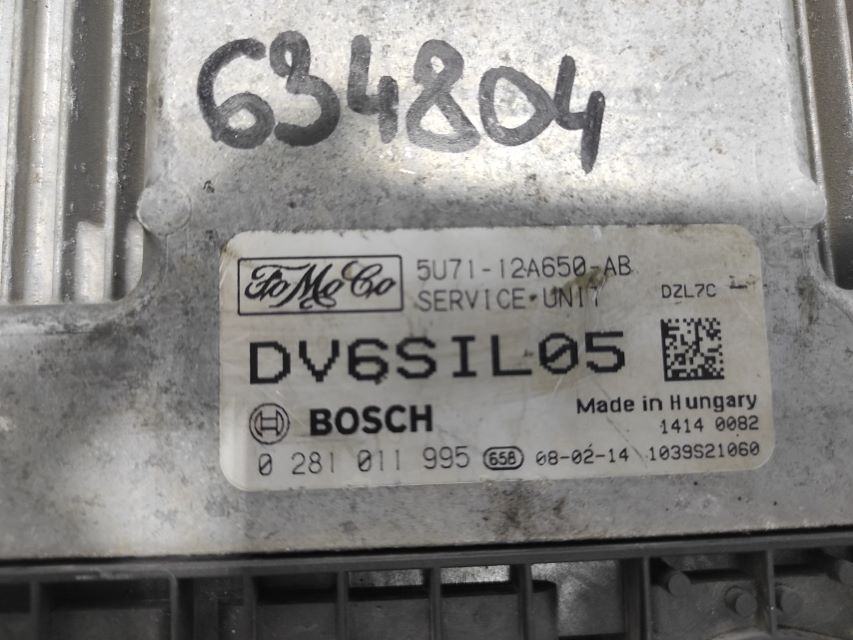 634804
FoMoCo
5U71-12A650-AB
SERVICE·UNIT
DZL7C
DV6SIL05
BOSCH
Made in Hungary
1414 0082
0 281 011 995 658 08-02-14 1039S21060